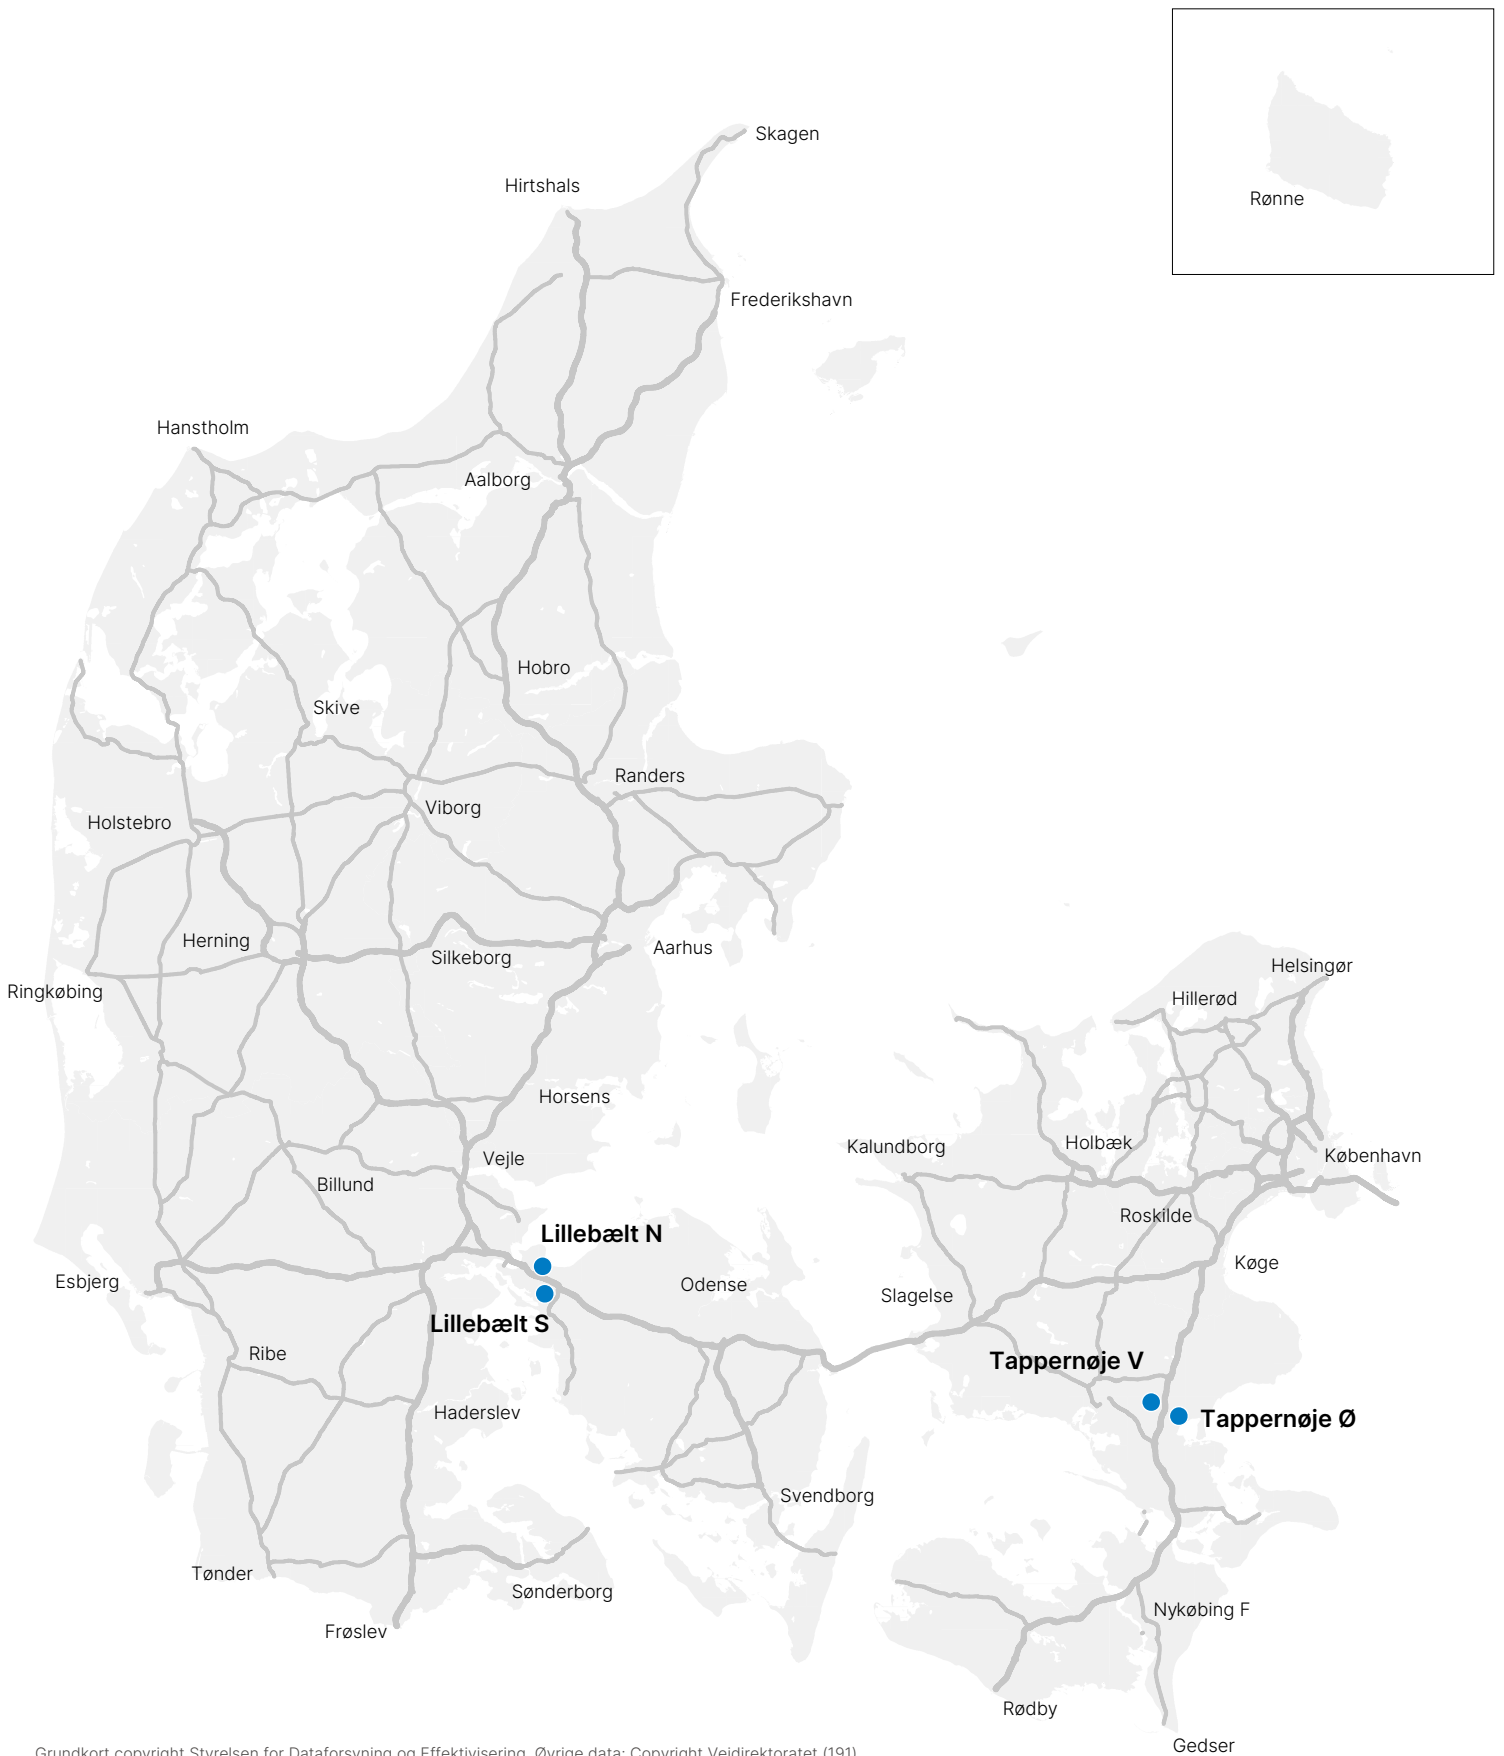 Skagen
Hirtshals
Rønne
Frederikshavn
Hanstholm
Aalborg
Hobro
Skive
Randers
Viborg
Holstebro
Herning
Aarhus
Silkeborg
Helsingør
Ringkøbing
Hillerød
Horsens
Holbæk
Kalundborg
København
Vejle
Billund
Roskilde
Lillebælt N
Køge
Esbjerg
Odense
Slagelse
Lillebælt S
Ribe
Tappernøje V
Haderslev
Tappernøje Ø
Svendborg
Tønder
Sønderborg
Nykøbing F
Frøslev
Rødby
Gedser
Grundkort copyright Styrelsen for Dataforsyning og Effektivisering. Øvrige data: Copyright Vejdirektoratet (191)